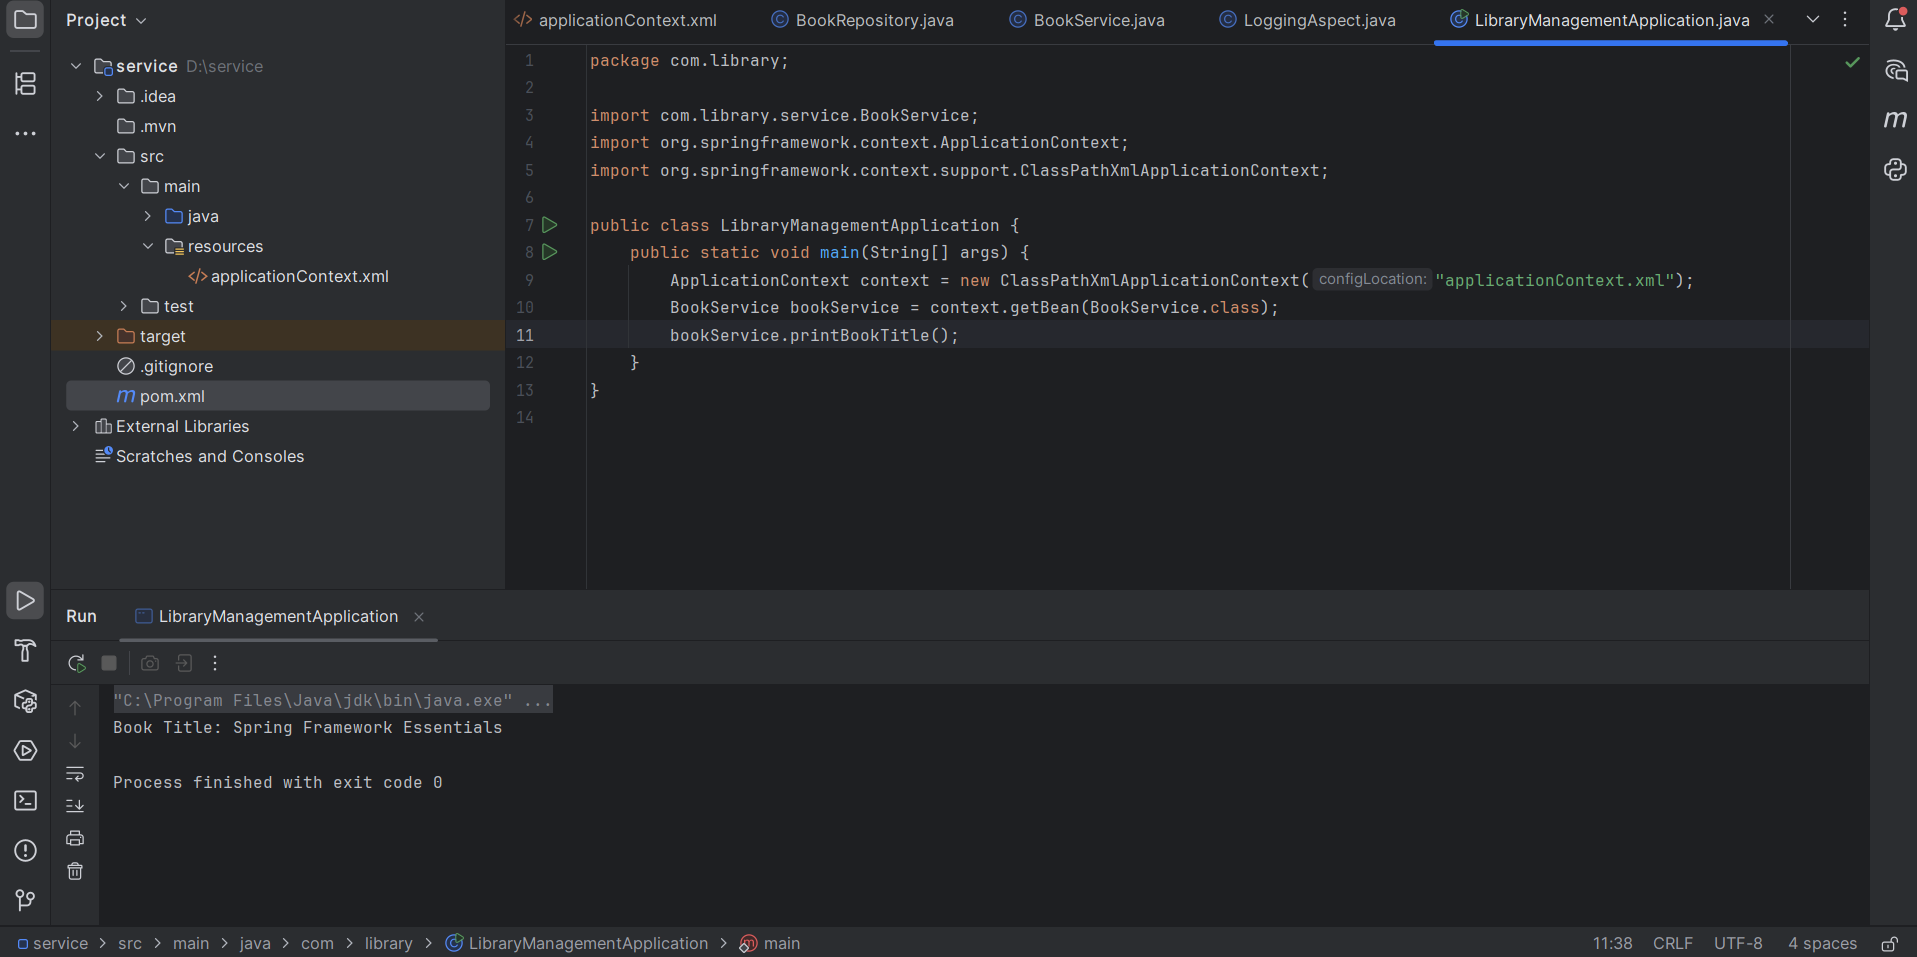 Project
service D:\service
.idea
.mvn
src
main
java
resources
</> applicationContext.xml
test
target
.gitignore
m pom.xml
External Libraries
Scratches and Consoles
</> applicationContext.xml
C BookRepository.java
C BookService.java
C LoggingAspect.java
C LibraryManagementApplication.java
1 package com.library;
2
3 import com.library.service.BookService;
4 import org.springframework.context.ApplicationContext;
5 import org.springframework.context.support.ClassPathXmlApplicationContext;
6
7 public class LibraryManagementApplication {
8 public static void main(String[] args) {
9 ApplicationContext context = new ClassPathXmlApplicationContext( configLocation: "applicationContext.xml");
10 BookService bookService = context.getBean(BookService.class);
11 bookService.printBookTitle();
12 }
13 }
14
m
Run
LibraryManagementApplication
"C:\Program Files\Java\jdk\bin\java.exe" ...
Book Title: Spring Framework Essentials
Process finished with exit code 0
service > src > main > java > com > library > C LibraryManagementApplication > m main
11:38 CRLF UTF-8 4 spaces